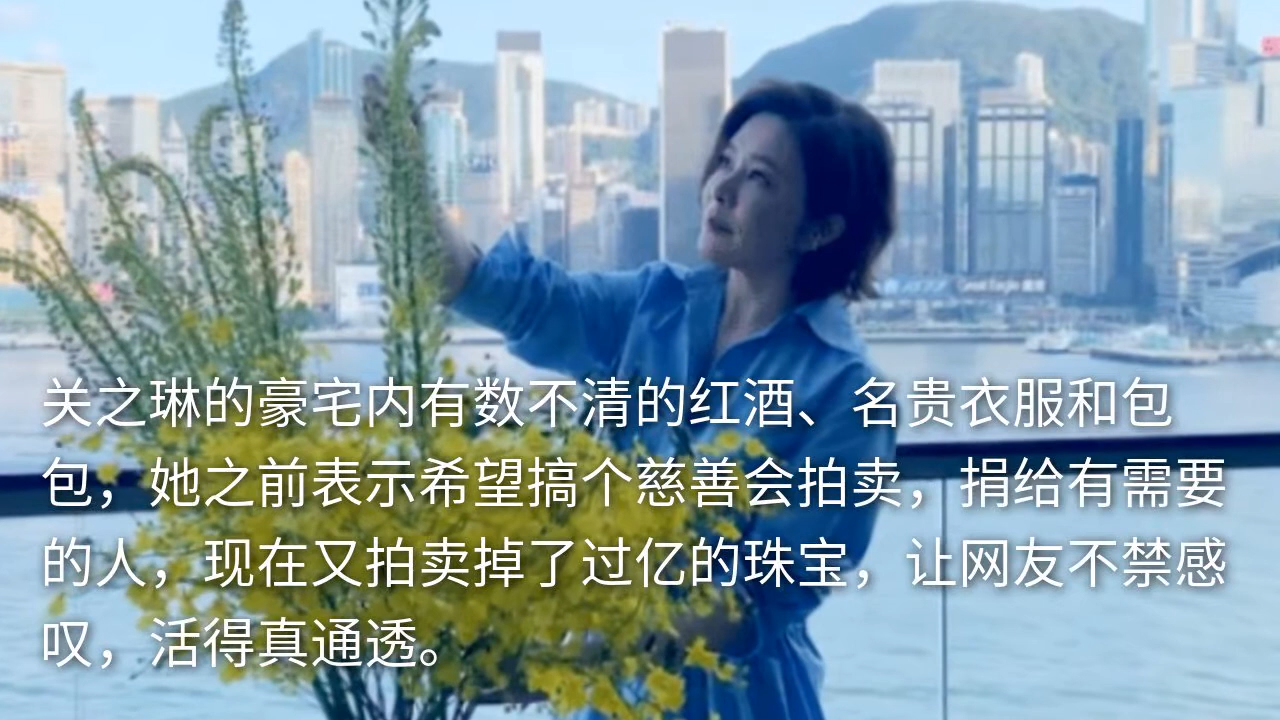 关之琳的豪宅内有数不清的红酒、名贵衣服和包
包，她之前表示希望搞个慈善会拍卖，捐给有需要
的人，现在又拍卖掉了过亿的珠宝，让网友不禁感
叹，活得真通透。
Great Eagle